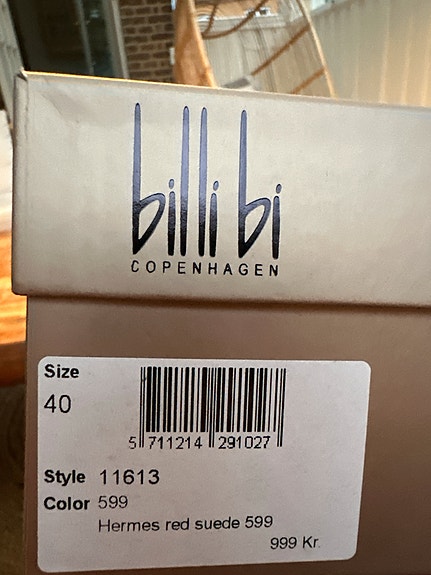 billi bi
COPENHAGEN
Size
40
5 711214 291027
Style 11613
Color 599
Hermes red suede 599
999 Kr.